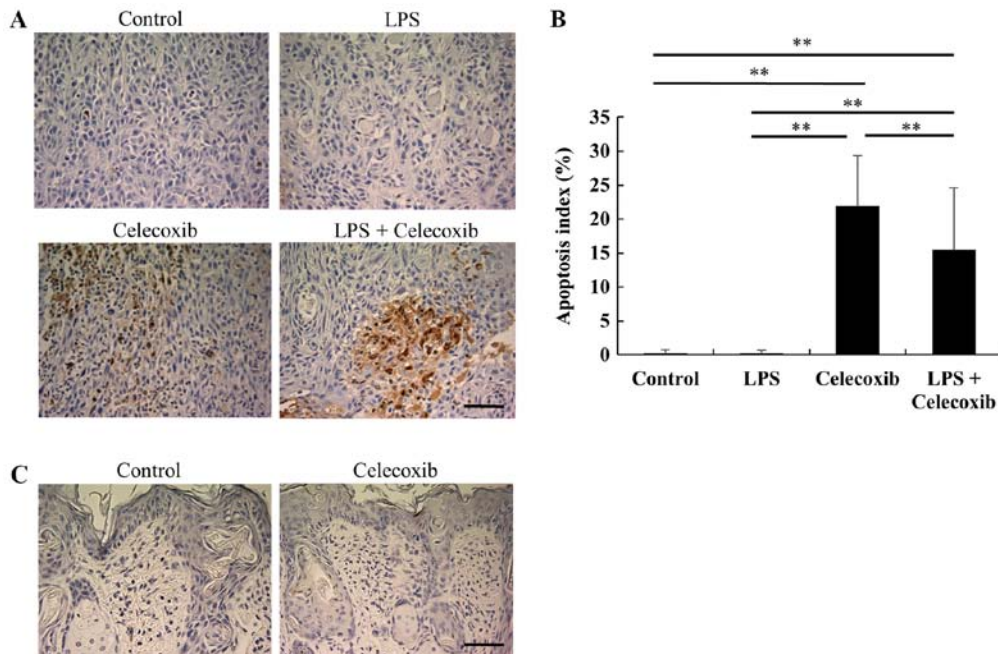 A
Control
LPS
Celecoxib
LPS + Celecoxib
B
**
**
**
**
**
Apoptosis index (%)
35
30
25
20
15
10
5
0
Control
LPS
Celecoxib
LPS +
Celecoxib
C
Control
Celecoxib